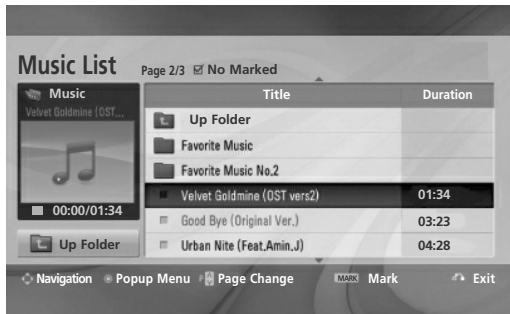 Music List Page 2/3 No Marked
Music
Velvet Goldmine (OST...
00:00/01:34
Up Folder
Title Duration
Up Folder
Favorite Music
Favorite Music No.2
Velvet Goldmine (OST vers2) 01:34
Good Bye (Original Ver.) 03:23
Urban Nite (Feat.Amin.J) 04:28
Navigation Popup Menu P Page Change MARK Mark Exit